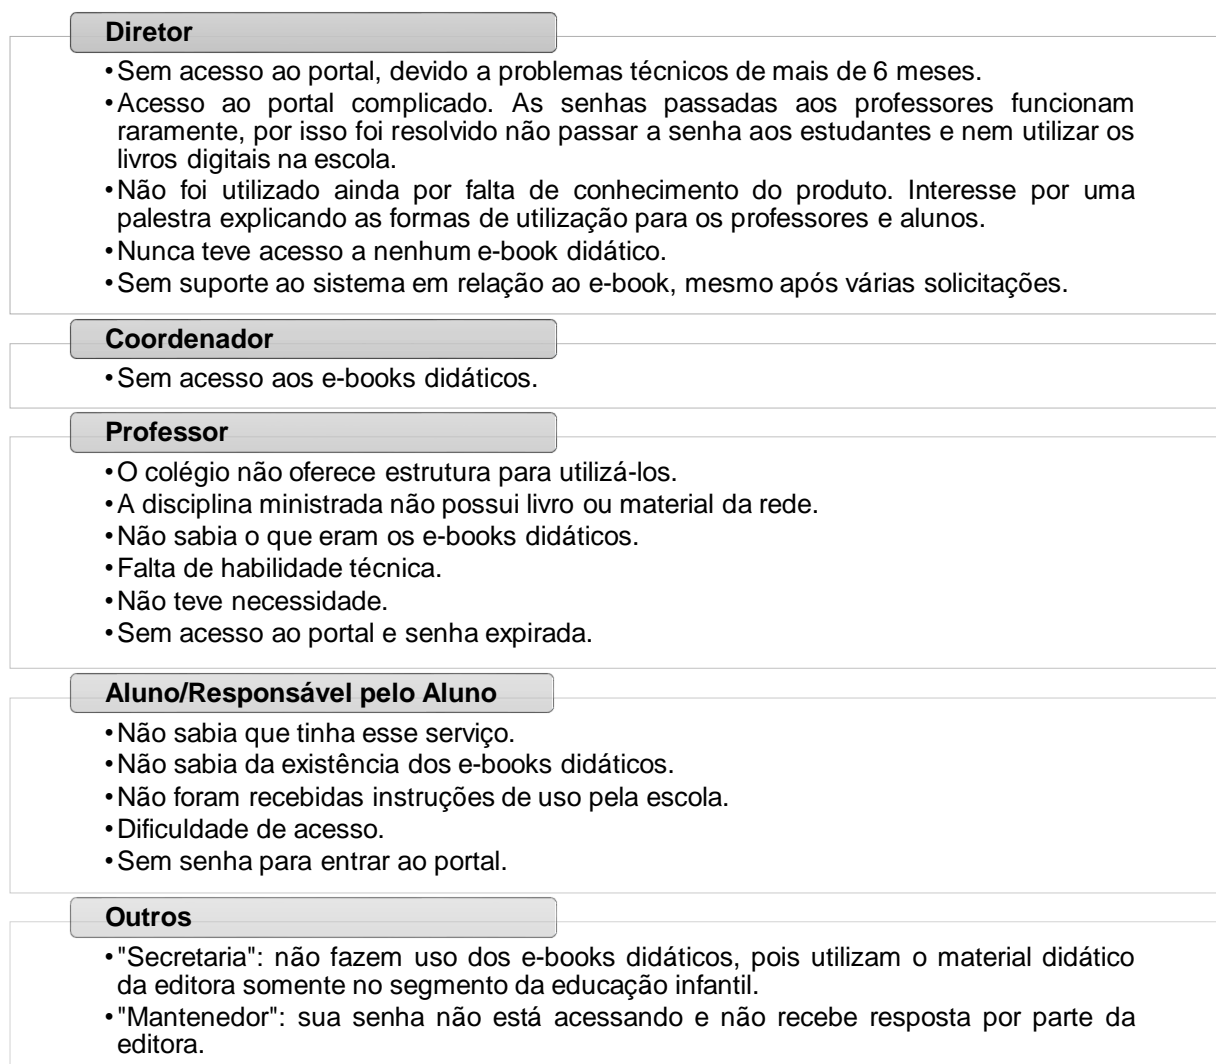 Diretor
•Sem acesso ao portal, devido a problemas técnicos de mais de 6 meses.
•Acesso ao portal complicado. As senhas passadas aos professores funcionam
raramente, por isso foi resolvido não passar a senha aos estudantes e nem utilizar os
livros digitais na escola.
•Não foi utilizado ainda por falta de conhecimento do produto. Interesse por uma
palestra explicando as formas de utilização para os professores e alunos.
•Nunca teve acesso a nenhum e-book didático.
•Sem suporte ao sistema em relação ao e-book, mesmo após várias solicitações.
Coordenador
•Sem acesso aos e-books didáticos.
Professor
•O colégio não oferece estrutura para utilizá-los.
•A disciplina ministrada não possui livro ou material da rede.
•Não sabia o que eram os e-books didáticos.
•Falta de habilidade técnica.
•Não teve necessidade.
•Sem acesso ao portal e senha expirada.
Aluno/Responsável pelo Aluno
•Não sabia que tinha esse serviço.
•Não sabia da existência dos e-books didáticos.
•Não foram recebidas instruções de uso pela escola.
•Dificuldade de acesso.
•Sem senha para entrar ao portal.
Outros
•"Secretaria": não fazem uso dos e-books didáticos, pois utilizam o material didático
da editora somente no segmento da educação infantil.
•"Mantenedor": sua senha não está acessando e não recebe resposta por parte da
editora.